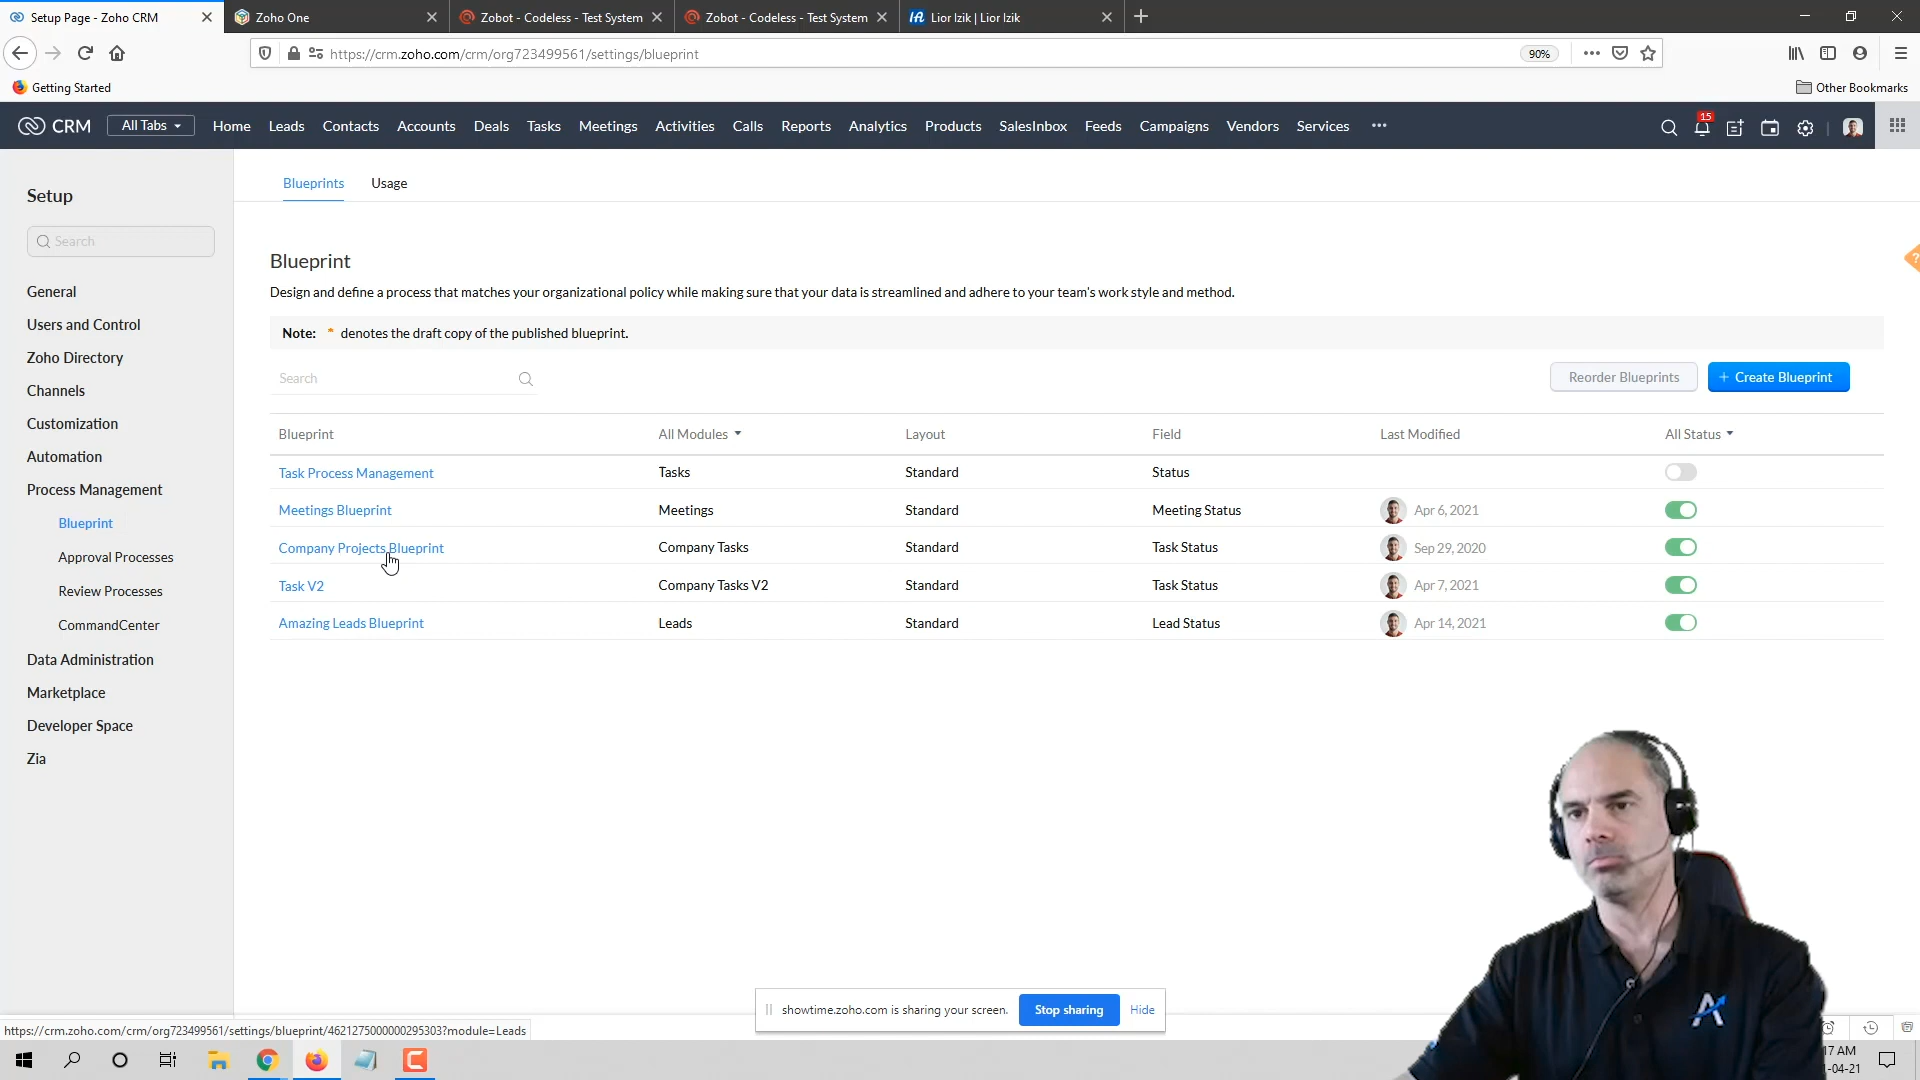 Setup Page - Zoho CRM
Zoho One
Zobot - Codeless - Test System
Zobot - Codeless - Test System
Lior Izik | Lior Izik
https://crm.zoho.com/crm/org723499561/settings/blueprint
90%
Getting Started
Other Bookmarks
CRM
All Tabs
Home
Leads
Contacts
Accounts
Deals
Tasks
Meetings
Activities
Calls
Reports
Analytics
Products
SalesInbox
Feeds
Campaigns
Vendors
Services
15
Setup
Search
General
Users and Control
Zoho Directory
Channels
Customization
Automation
Process Management
Blueprint
Approval Processes
Review Processes
CommandCenter
Data Administration
Marketplace
Developer Space
Zia
Blueprints
Usage
Blueprint
Design and define a process that matches your organizational policy while making sure that your data is streamlined and adhere to your team's work style and method.
Note: * denotes the draft copy of the published blueprint.
Search
Reorder Blueprints
+ Create Blueprint
?
Blueprint All Modules Layout Field Last Modified All Status
Task Process Management Tasks Standard Status
Meetings Blueprint Meetings Standard Meeting Status Apr 6, 2021
Company Projects Blueprint Company Tasks Standard Task Status Sep 29, 2020
Task V2 Company Tasks V2 Standard Task Status Apr 7, 2021
Amazing Leads Blueprint Leads Standard Lead Status Apr 14, 2021
showtime.zoho.com is sharing your screen.
Stop sharing
Hide
https://crm.zoho.com/crm/org723499561/settings/blueprint/4621275000000295303?module=Leads
17 AM
-04-21